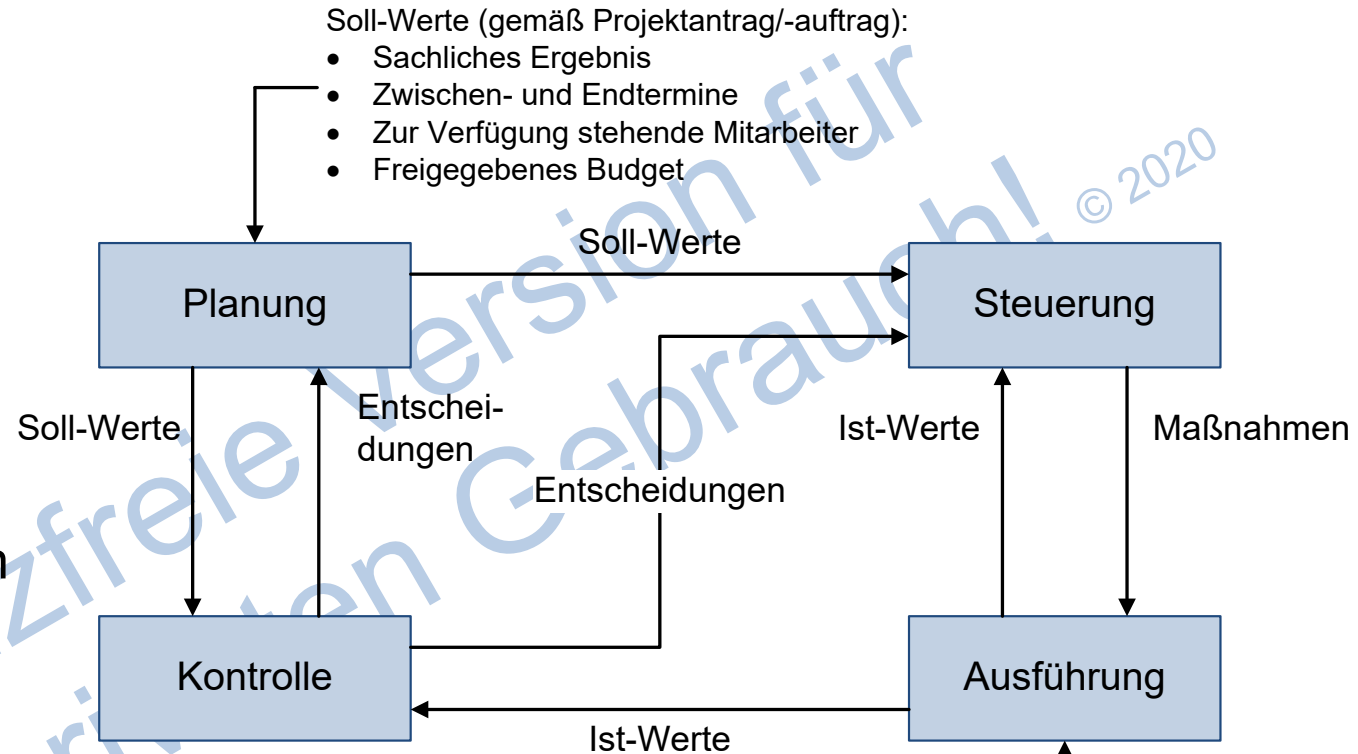 Soll-Werte (gemäß Projektantrag/-auftrag):
• Sachliches Ergebnis
• Zwischen- und Endtermine
• Zur Verfügung stehende Mitarbeiter
• Freigegebenes Budget
© 2020
Soll-Werte
Planung
Steuerung
Soll-Werte
Entschei-
dungen
Entscheidungen
Ist-Werte
Maßnahmen
n
Kontrolle
Ausführung
Ist-Werte
zfreie Version für
Gebrauch!